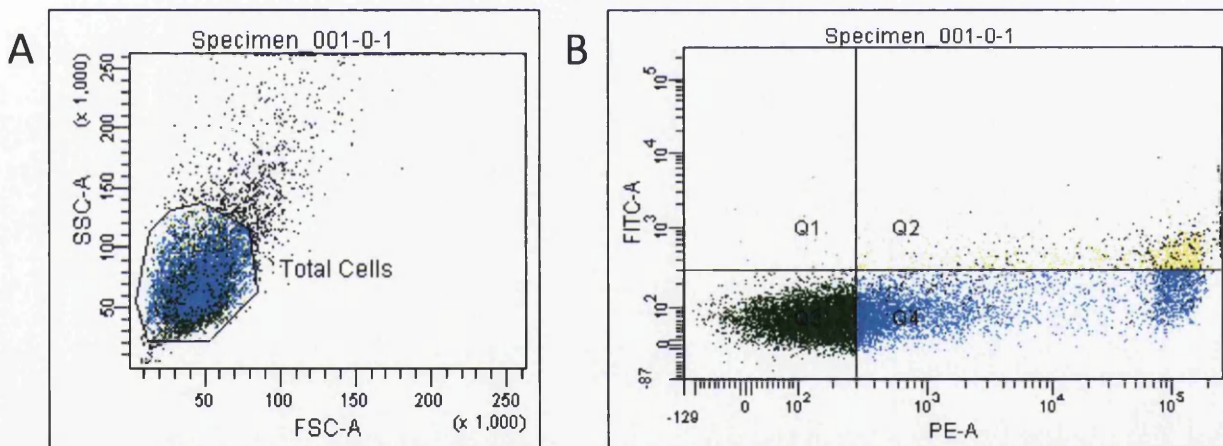 A
Specimen_001-0-1
(x 1,000)
250
200
150
100
50
SSC-A
Total Cells
50
100
150
200
250
(x 1,000)
FSC-A
B
Specimen_001-0-1
FITC-A
10^5
10^4
10^3
10^2
0
-87
Q1
Q2
Q3
Q4
-129
0
10^2
10^3
10^4
10^5
PE-A